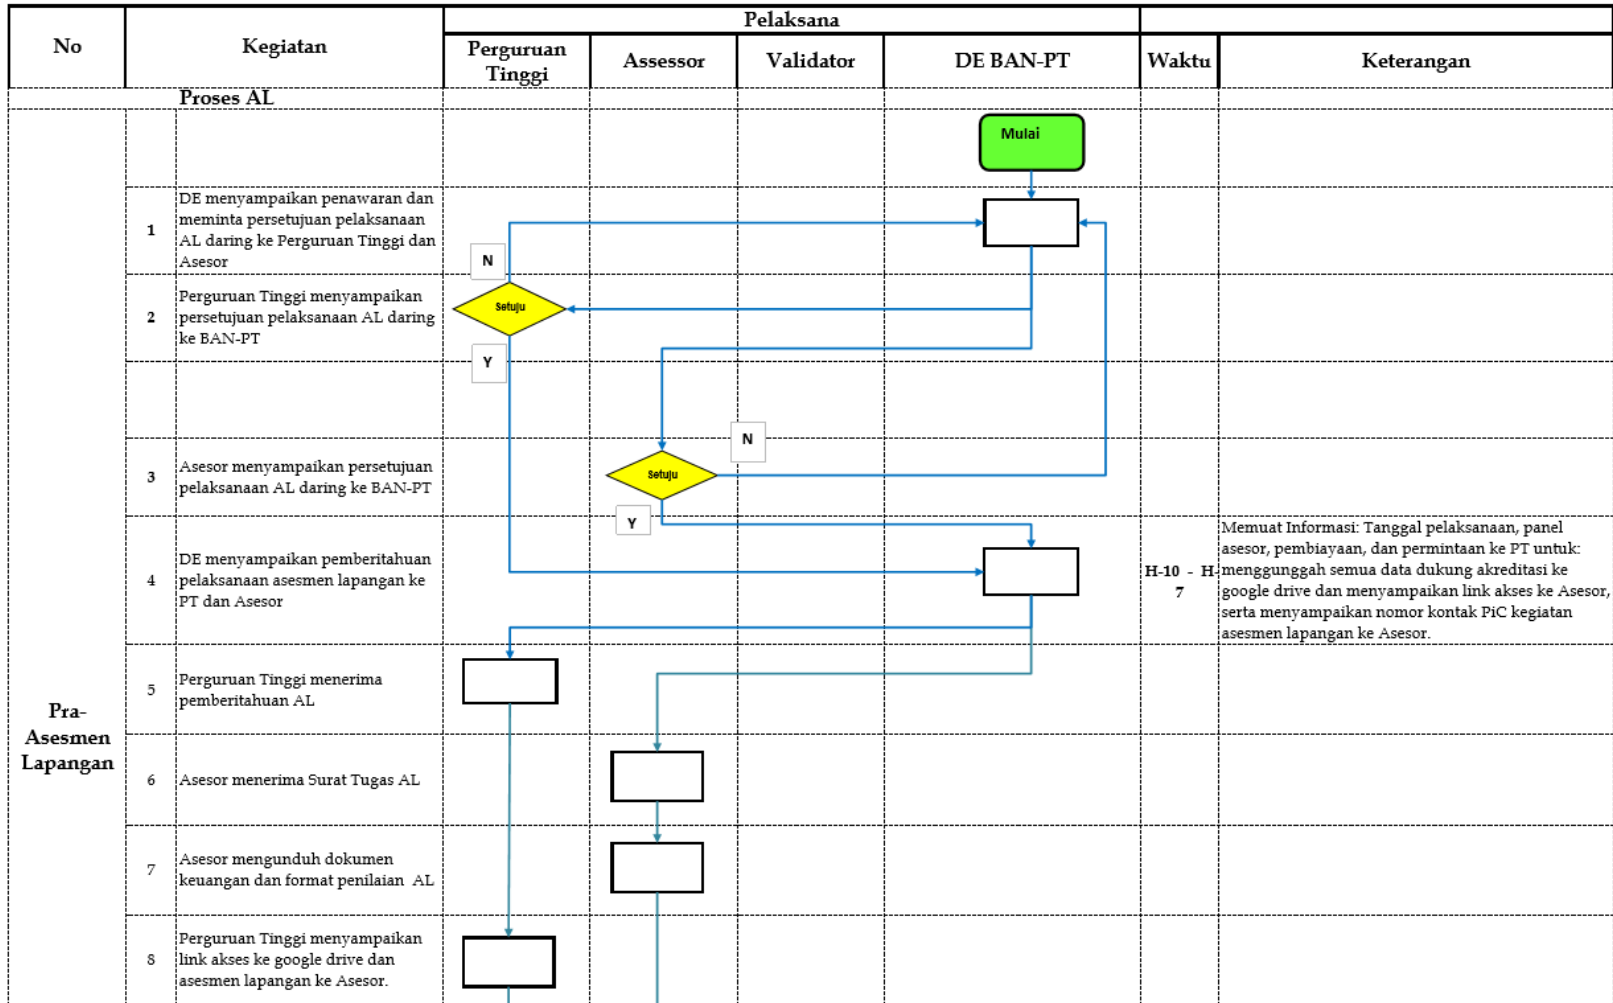 Pelaksana
No
Kegiatan
Perguruan
Tinggi
Assessor
Validator
DE BAN-PT
Waktu
Keterangan
Proses AL
Mulai
1
DE menyampaikan penawaran dan
meminta persetujuan pelaksanaan
AL daring ke Perguruan Tinggi dan
Asesor
N
2
Perguruan Tinggi menyampaikan
persetujuan pelaksanaan AL daring
ke BAN-PT
Setuju
Y
N
3
Asesor menyampaikan persetujuan
pelaksanaan AL daring ke BAN-PT
Setuju
Y
4
DE menyampaikan pemberitahuan
pelaksanaan asesmen lapangan ke
PT dan Asesor
H-10 - H-
7
Memuat Informasi: Tanggal pelaksanaan, panel
asesor, pembiayaan, dan permintaan ke PT untuk:
menggunggah semua data dukung akreditasi ke
google drive dan menyampaikan link akses ke Asesor,
serta menyampaikan nomor kontak PiC kegiatan
asesmen lapangan ke Asesor.
Pra-
Asesmen
Lapangan
5
Perguruan Tinggi menerima
pemberitahuan AL
6
Asesor menerima Surat Tugas AL
7
Asesor mengunduh dokumen
keuangan dan format penilaian AL
8
Perguruan Tinggi menyampaikan
link akses ke google drive dan
asesmen lapangan ke Asesor.